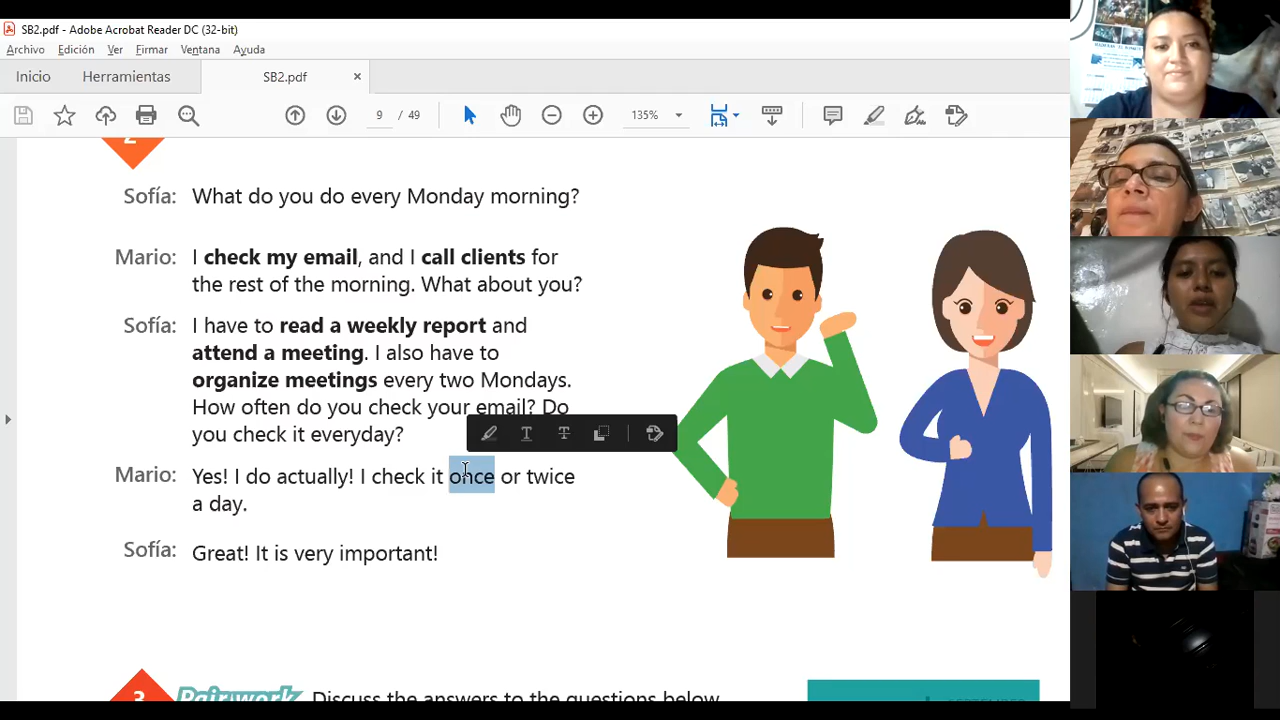 SB2.pdf - Adobe Acrobat Reader DC (32-bit)
Archivo Edición Ver Firmar Ventana Ayuda
Inicio Herramientas SB2.pdf ×
9 / 49 135%
2
Sofía: What do you do every Monday morning?
Mario: I check my email, and I call clients for
the rest of the morning. What about you?
Sofía: I have to read a weekly report and
attend a meeting. I also have to
organize meetings every two Mondays.
How often do you check your email? Do
you check it everyday?
Mario: Yes! I do actually! I check it once or twice
a day.
Sofía: Great! It is very important!
3 Pairwork Discuss the answers to the questions below